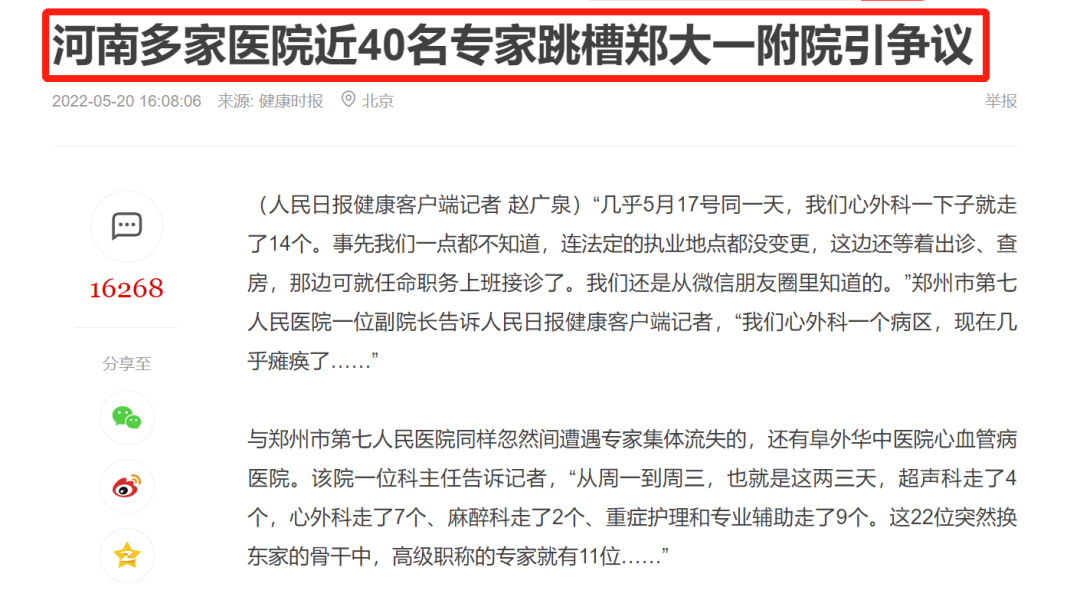 河南多家医院近40名专家跳槽郑大一附院引争议
2022-05-20 16:08:06 来源: 健康时报 北京 举报
（人民日报健康客户端记者 赵广泉）“几乎5月17号同一天，我们心外科一下子就走
了14个。事先我们一点都不知道，连法定的执业地点都没变更，这边还等着出诊、查
房，那边可就任命职务上班接诊了。我们还是从微信朋友圈里知道的。”郑州市第七
人民医院一位副院长告诉人民日报健康客户端记者，“我们心外科一个病区，现在几
乎瘫痪了……”
16268
分享至
与郑州市第七人民医院同样忽然间遭遇专家集体流失的，还有阜外华中医院心血管病
医院。该院一位科主任告诉记者，“从周一到周三，也就是这两三天，超声科走了4
个，心外科走了7个、麻醉科走了2个、重症护理和专业辅助走了9个。这22位突然换
东家的骨干中，高级职称的专家就有11位……”